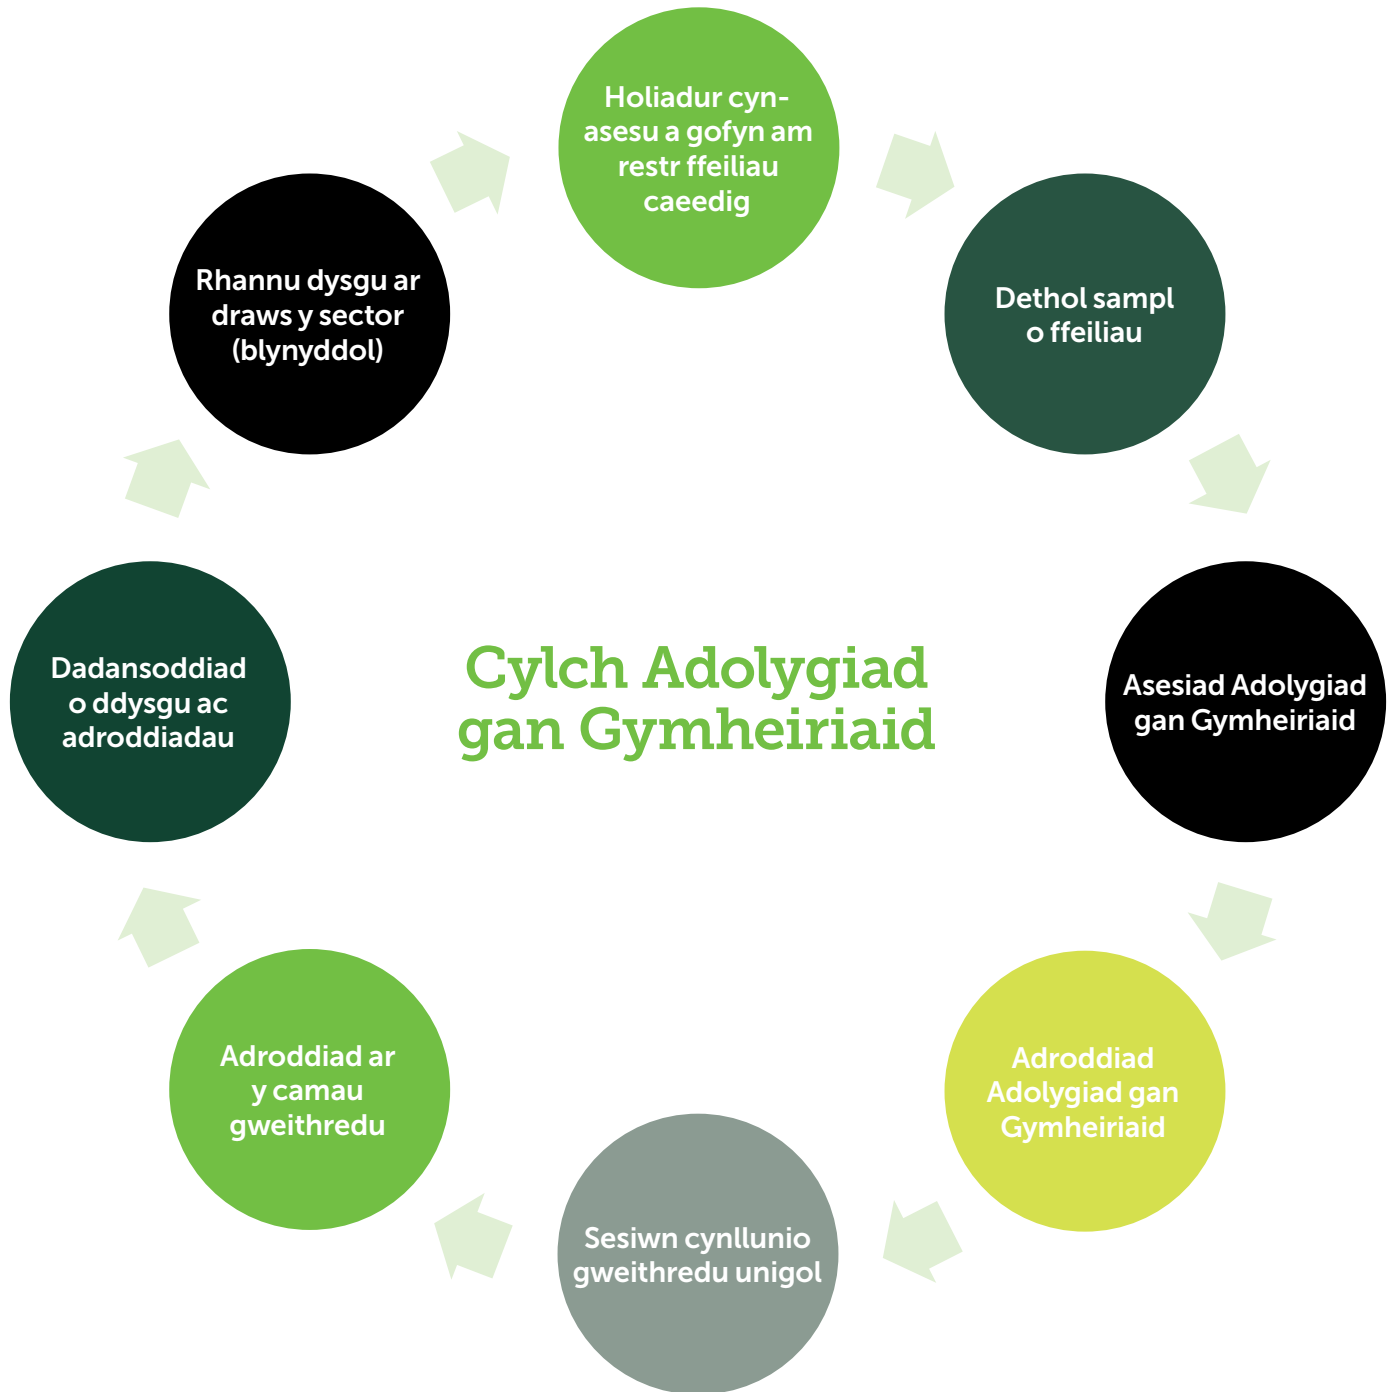 Holiadur cyn-
asesu a gofyn am
restr ffeiliau
caeedig
Dethol sampl
o ffeiliau
Asesiad Adolygiad
gan Gymheiriaid
Adroddiad
Adolygiad gan
Gymheiriaid
Sesiwn cynllunio
gweithredu unigol
Adroddiad ar
y camau
gweithredu
Dadansoddiad
o ddysgu ac
adroddiadau
Rhannu dysgu ar
draws y sector
(blynyddol)
Cylch Adolygiad
gan Gymheiriaid